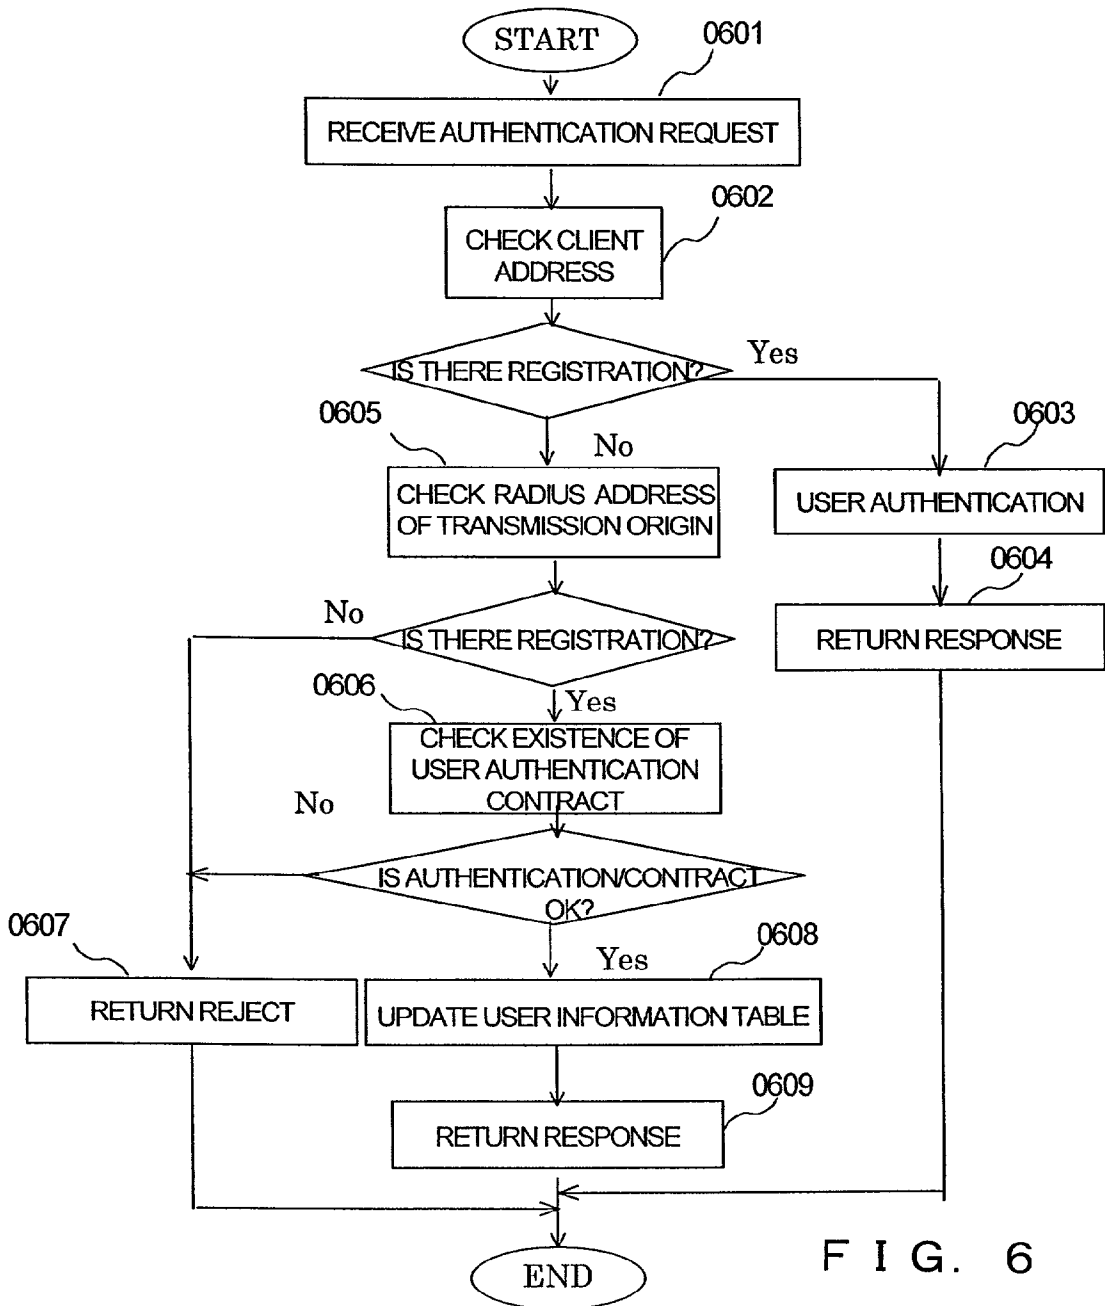 START
0601
RECEIVE AUTHENTICATION REQUEST
0602
CHECK CLIENT
ADDRESS
IS THERE REGISTRATION?
Yes
0605
No
0603
CHECK RADIUS ADDRESS
OF TRANSMISSION ORIGIN
USER AUTHENTICATION
0604
No
IS THERE REGISTRATION?
RETURN RESPONSE
0606
Yes
CHECK EXISTENCE OF
USER AUTHENTICATION
CONTRACT
No
IS AUTHENTICATION/CONTRACT
OK?
0607
Yes
0608
RETURN REJECT
UPDATE USER INFORMATION TABLE
0609
RETURN RESPONSE
END
FIG. 6